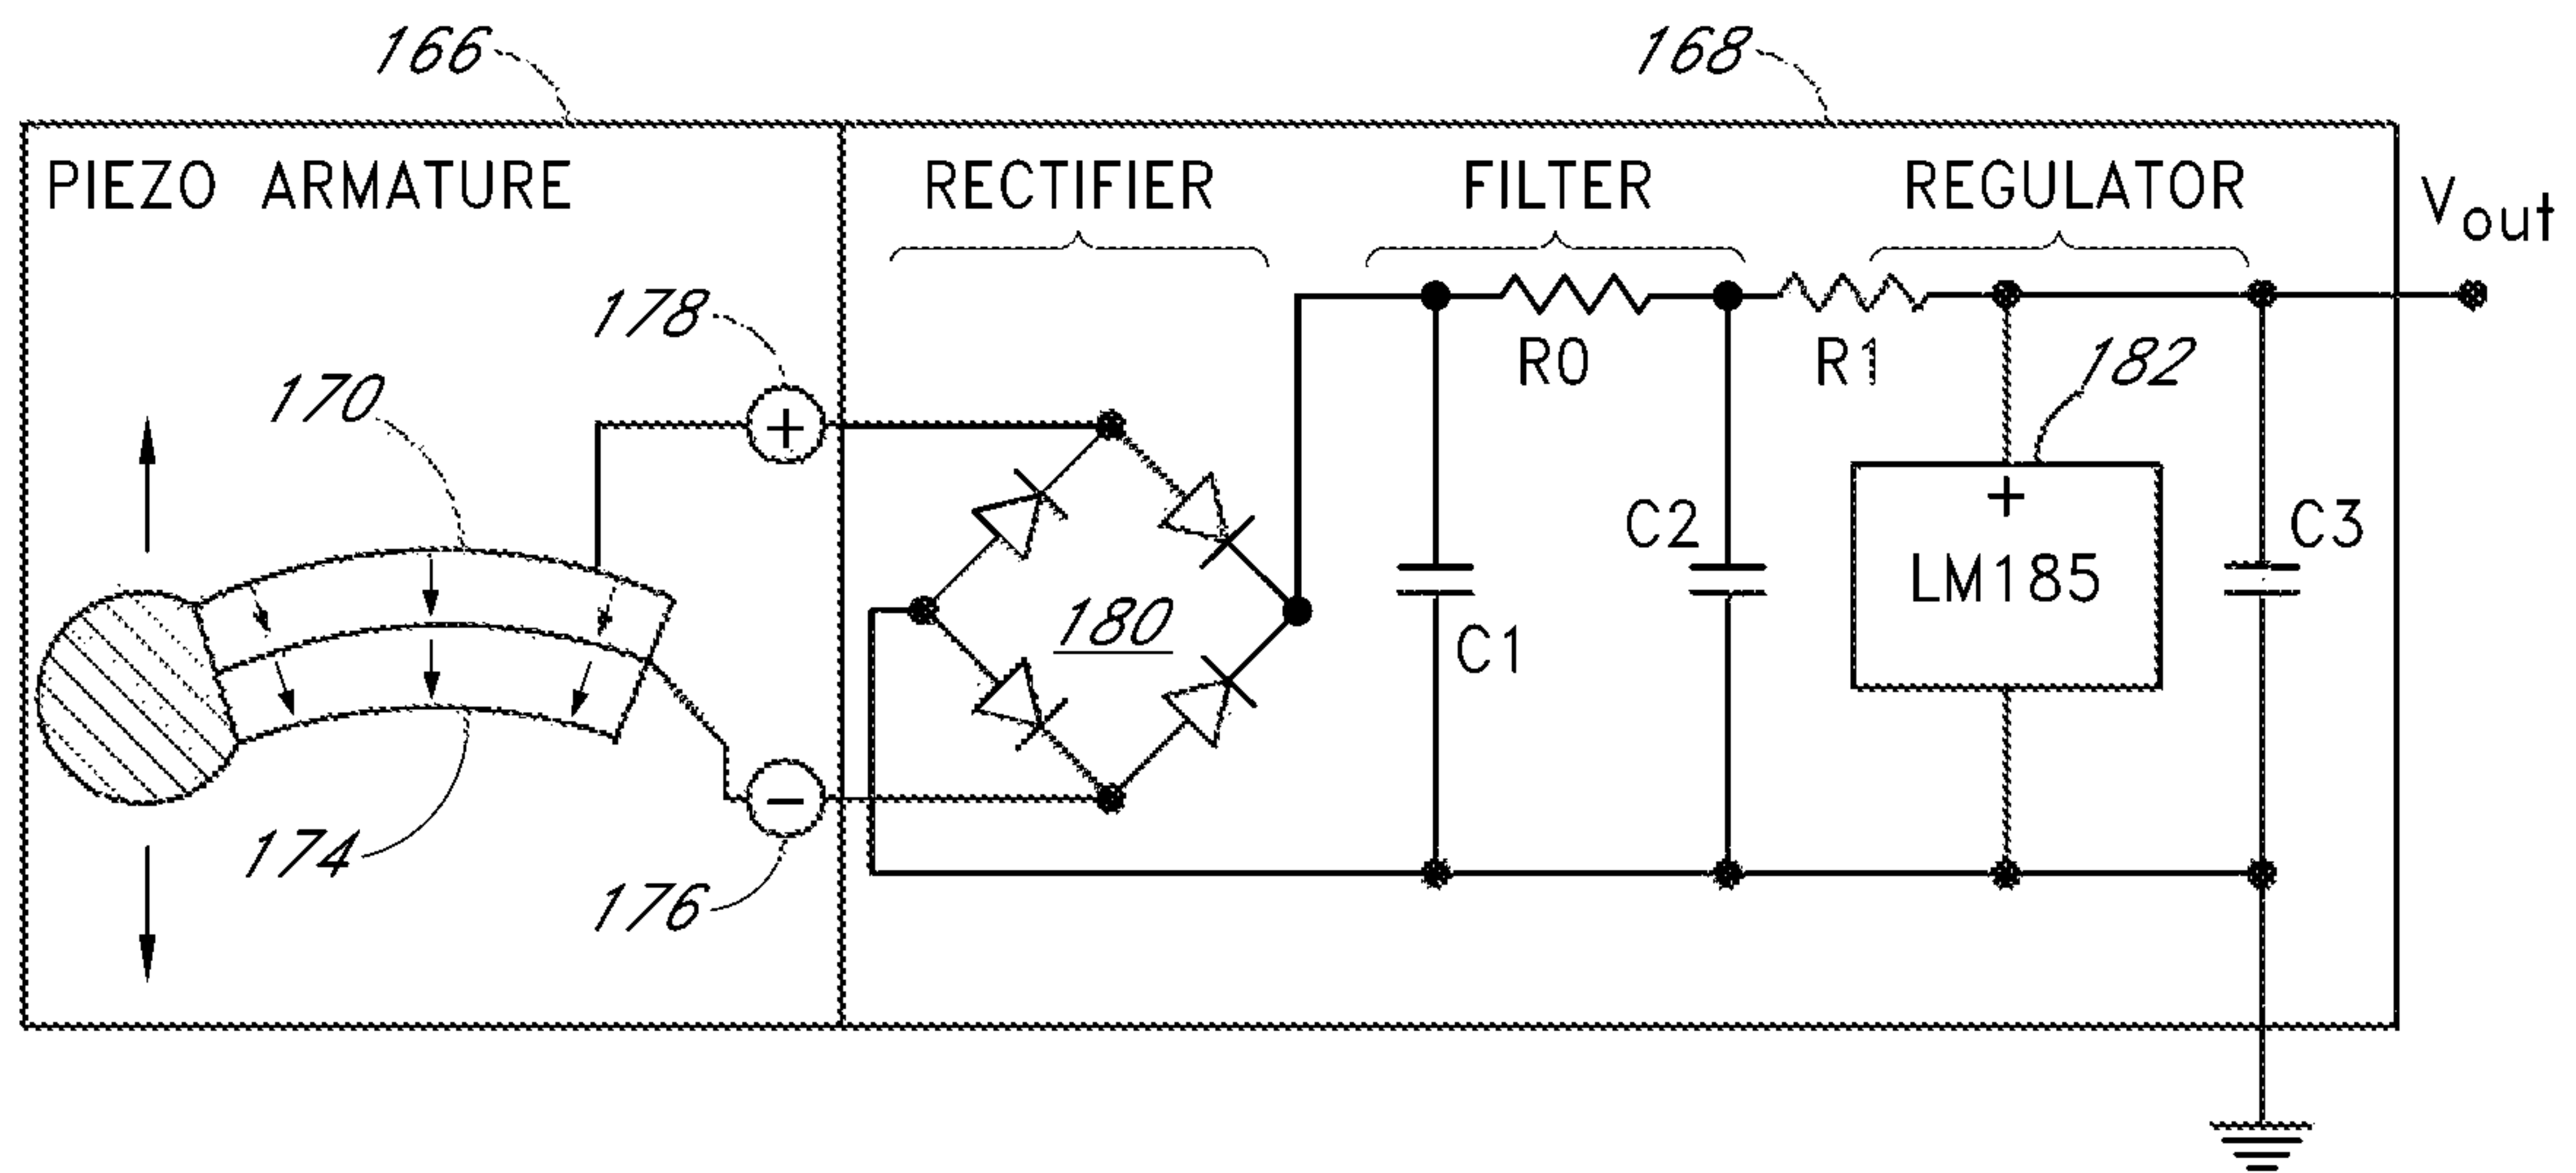 166
168
PIEZO ARMATURE
RECTIFIER
FILTER
REGULATOR
Vout
178
+
R0
R1
182
170
+
C2
C3
LM185
180
C1
174
−
176